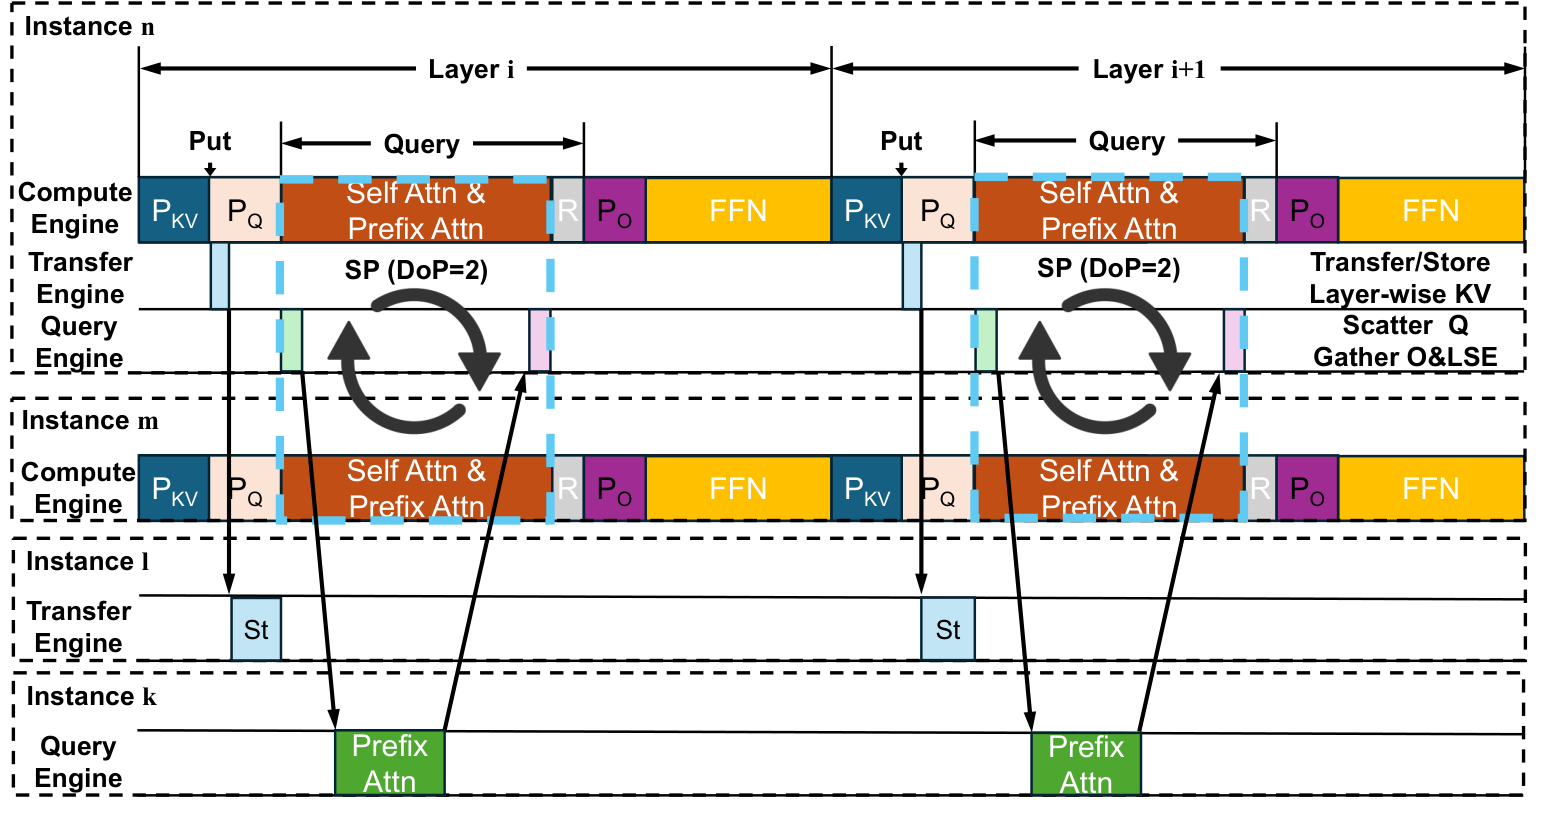 Instance n
Layer i
Layer i+1
Put
Query
Put
Query
Compute
Engine
PKV
PQ
Self Attn &
Prefix Attn
R
PO
FFN
PKV
PQ
Self Attn &
Prefix Attn
R
PO
FFN
Transfer
Engine
SP (DoP=2)
SP (DoP=2)
Transfer/Store
Layer-wise KV
Query
Engine
Scatter Q
Gather O&LSE
Instance m
Compute
Engine
PKV
PQ
Self Attn &
Prefix Attn
R
PO
FFN
PKV
PQ
Self Attn &
Prefix Attn
R
PO
FFN
Instance l
Transfer
Engine
St
St
Instance k
Query
Engine
Prefix
Attn
Prefix
Attn